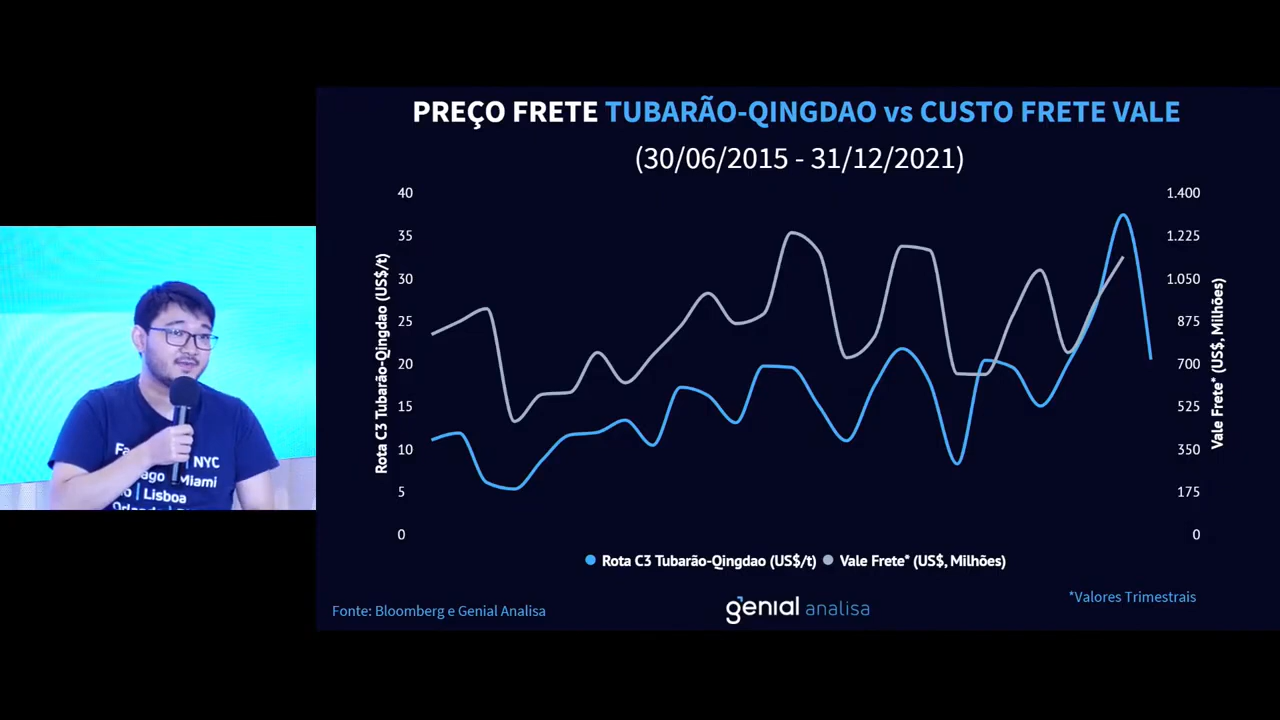 PREÇO FRETE TUBARÃO-QINGDAO vs CUSTO FRETE VALE
(30/06/2015 - 31/12/2021)
Rota C3 Tubarão-Qingdao (US$/t)
40
35
30
25
20
15
10
5
0
1.400
1.225
1.050
875
700
525
350
175
0
Vale Frete* (US$, Milhões)
Rota C3 Tubarão-Qingdao (US$/t)
Vale Frete* (US$, Milhões)
Fonte: Bloomberg e Genial Analisa
genial analisa
*Valores Trimestrais
NYC
Miami
| Lisboa